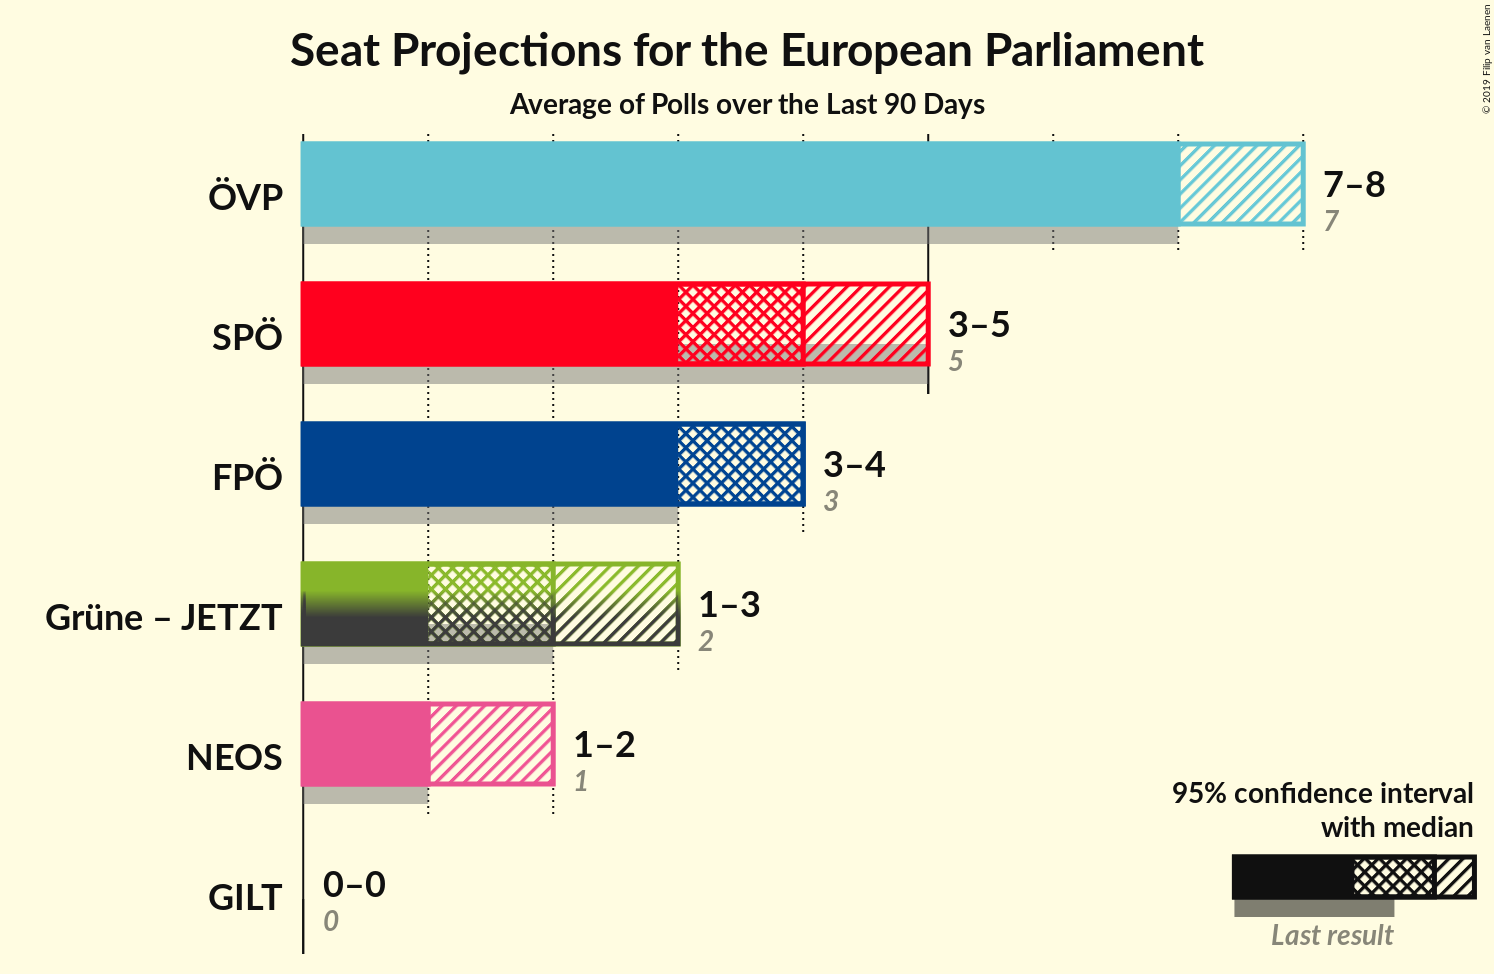 Seat Projections for the European Parliament
Average of Polls over the Last 90 Days
© 2019 Filip van Laenen
ÖVP
7–8
7
SPÖ
3–5
5
FPÖ
3–4
3
Grüne – JETZT
1–3
2
NEOS
1–2
1
GILT
0–0
0
95% confidence interval
with median
Last result